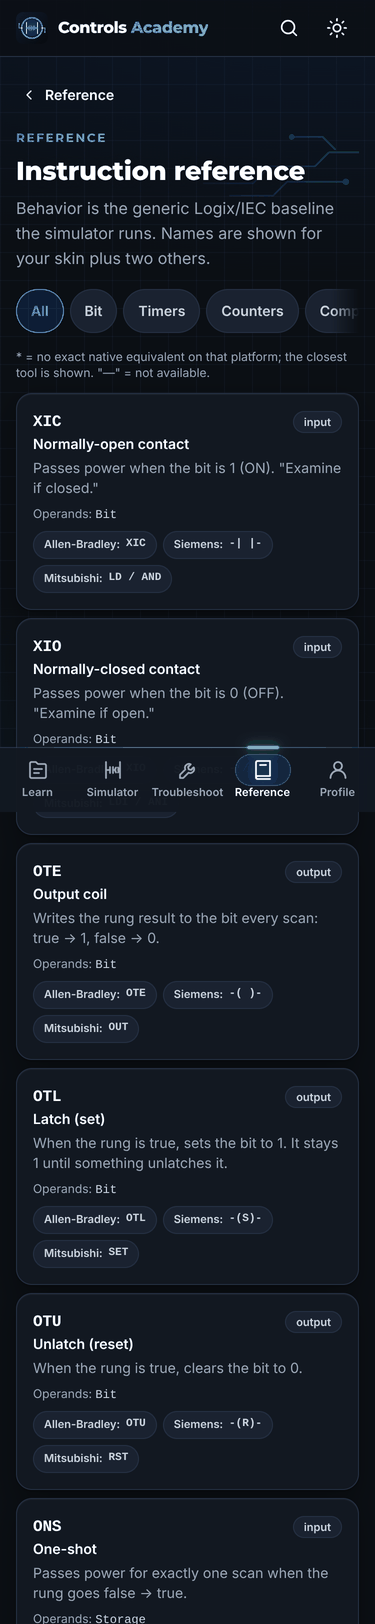 Controls Academy
Reference
REFERENCE
Instruction reference
Behavior is the generic Logix/IEC baseline
the simulator runs. Names are shown for
your skin plus two others.
All Bit Timers Counters Comp
* = no exact native equivalent on that platform; the closest
tool is shown. "—" = not available.
XIC input
Normally-open contact
Passes power when the bit is 1 (ON). "Examine
if closed."
Operands: Bit
Allen-Bradley: XIC Siemens: -| |-
Mitsubishi: LD / AND
XIO input
Normally-closed contact
Passes power when the bit is 0 (OFF).
"Examine if open."
Operands: Bit
Learn Simulator Troubleshoot Reference Profile
OTE output
Output coil
Writes the rung result to the bit every scan:
true → 1, false → 0.
Operands: Bit
Allen-Bradley: OTE Siemens: -( )-
Mitsubishi: OUT
OTL output
Latch (set)
When the rung is true, sets the bit to 1. It stays
1 until something unlatches it.
Operands: Bit
Allen-Bradley: OTL Siemens: -(S)-
Mitsubishi: SET
OTU output
Unlatch (reset)
When the rung is true, clears the bit to 0.
Operands: Bit
Allen-Bradley: OTU Siemens: -(R)-
Mitsubishi: RST
ONS input
One-shot
Passes power for exactly one scan when the
rung goes false → true.
Operands: Storage